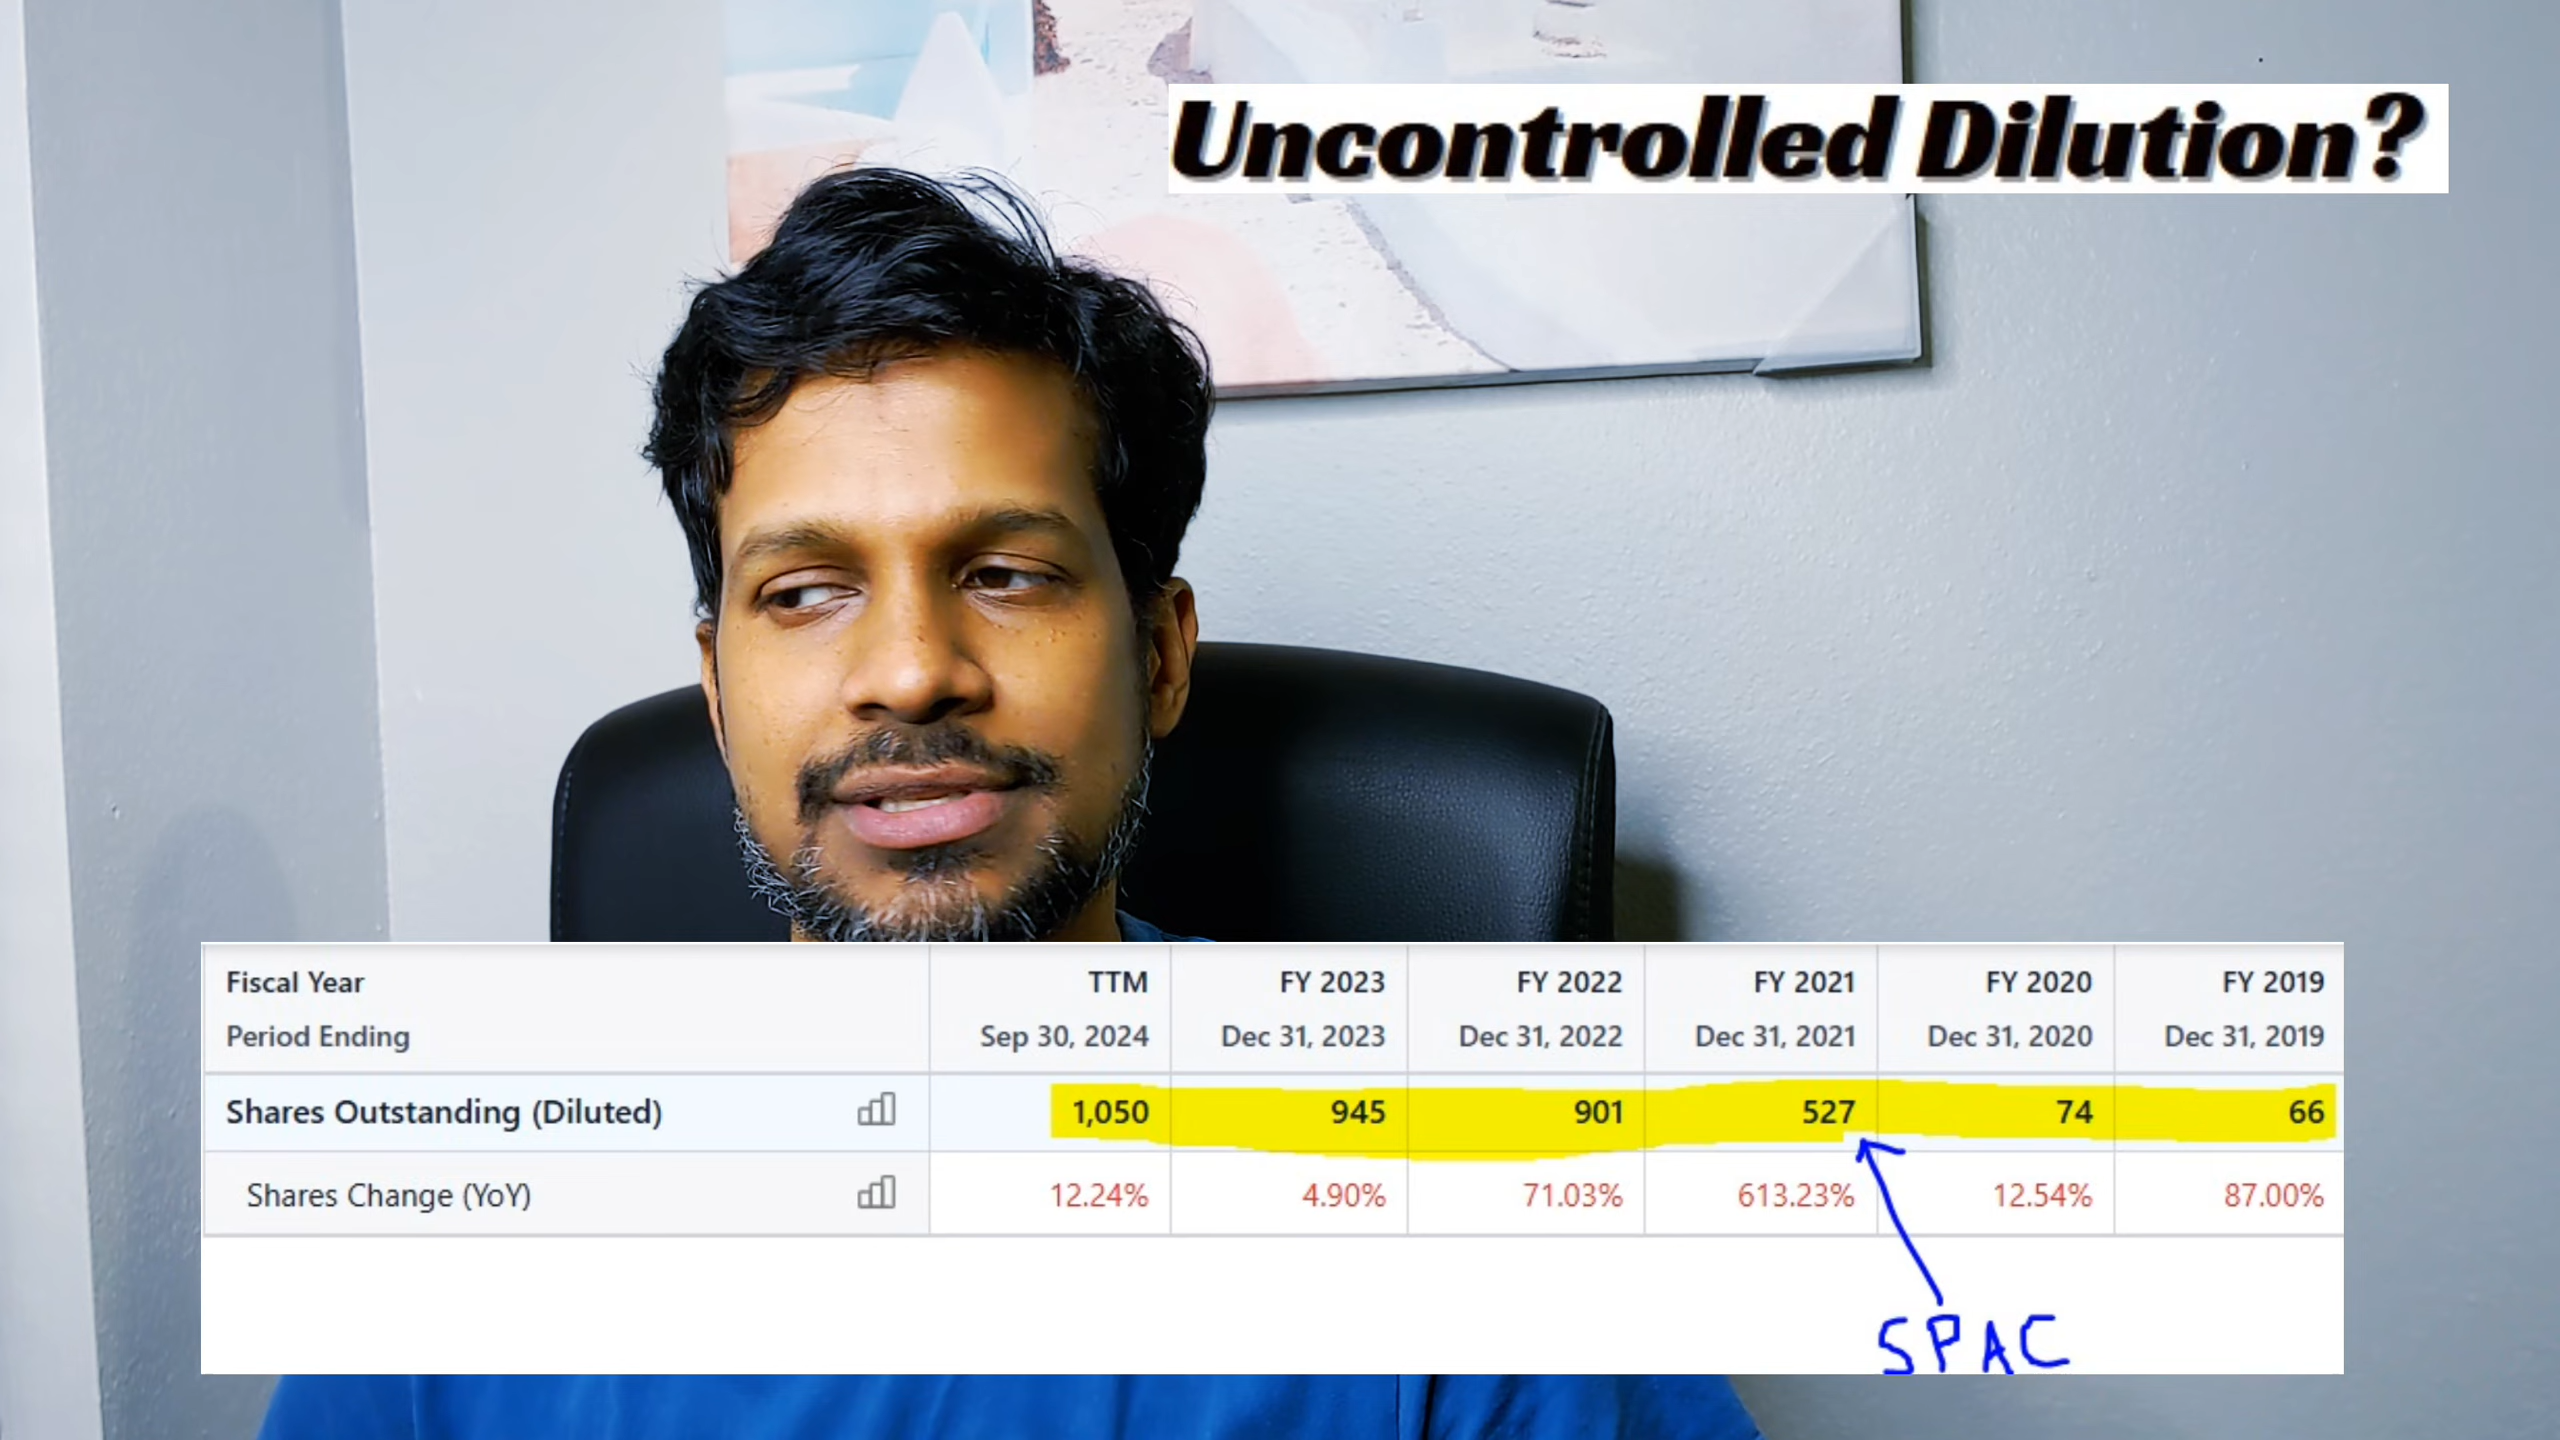 Uncontrolled Dilution?
Fiscal Year TTM FY 2023 FY 2022 FY 2021 FY 2020 FY 2019
Period Ending Sep 30, 2024 Dec 31, 2023 Dec 31, 2022 Dec 31, 2021 Dec 31, 2020 Dec 31, 2019
Shares Outstanding (Diluted) 1,050 945 901 527 74 66
Shares Change (YoY) 12.24% 4.90% 71.03% 613.23% 12.54% 87.00%
SPAC